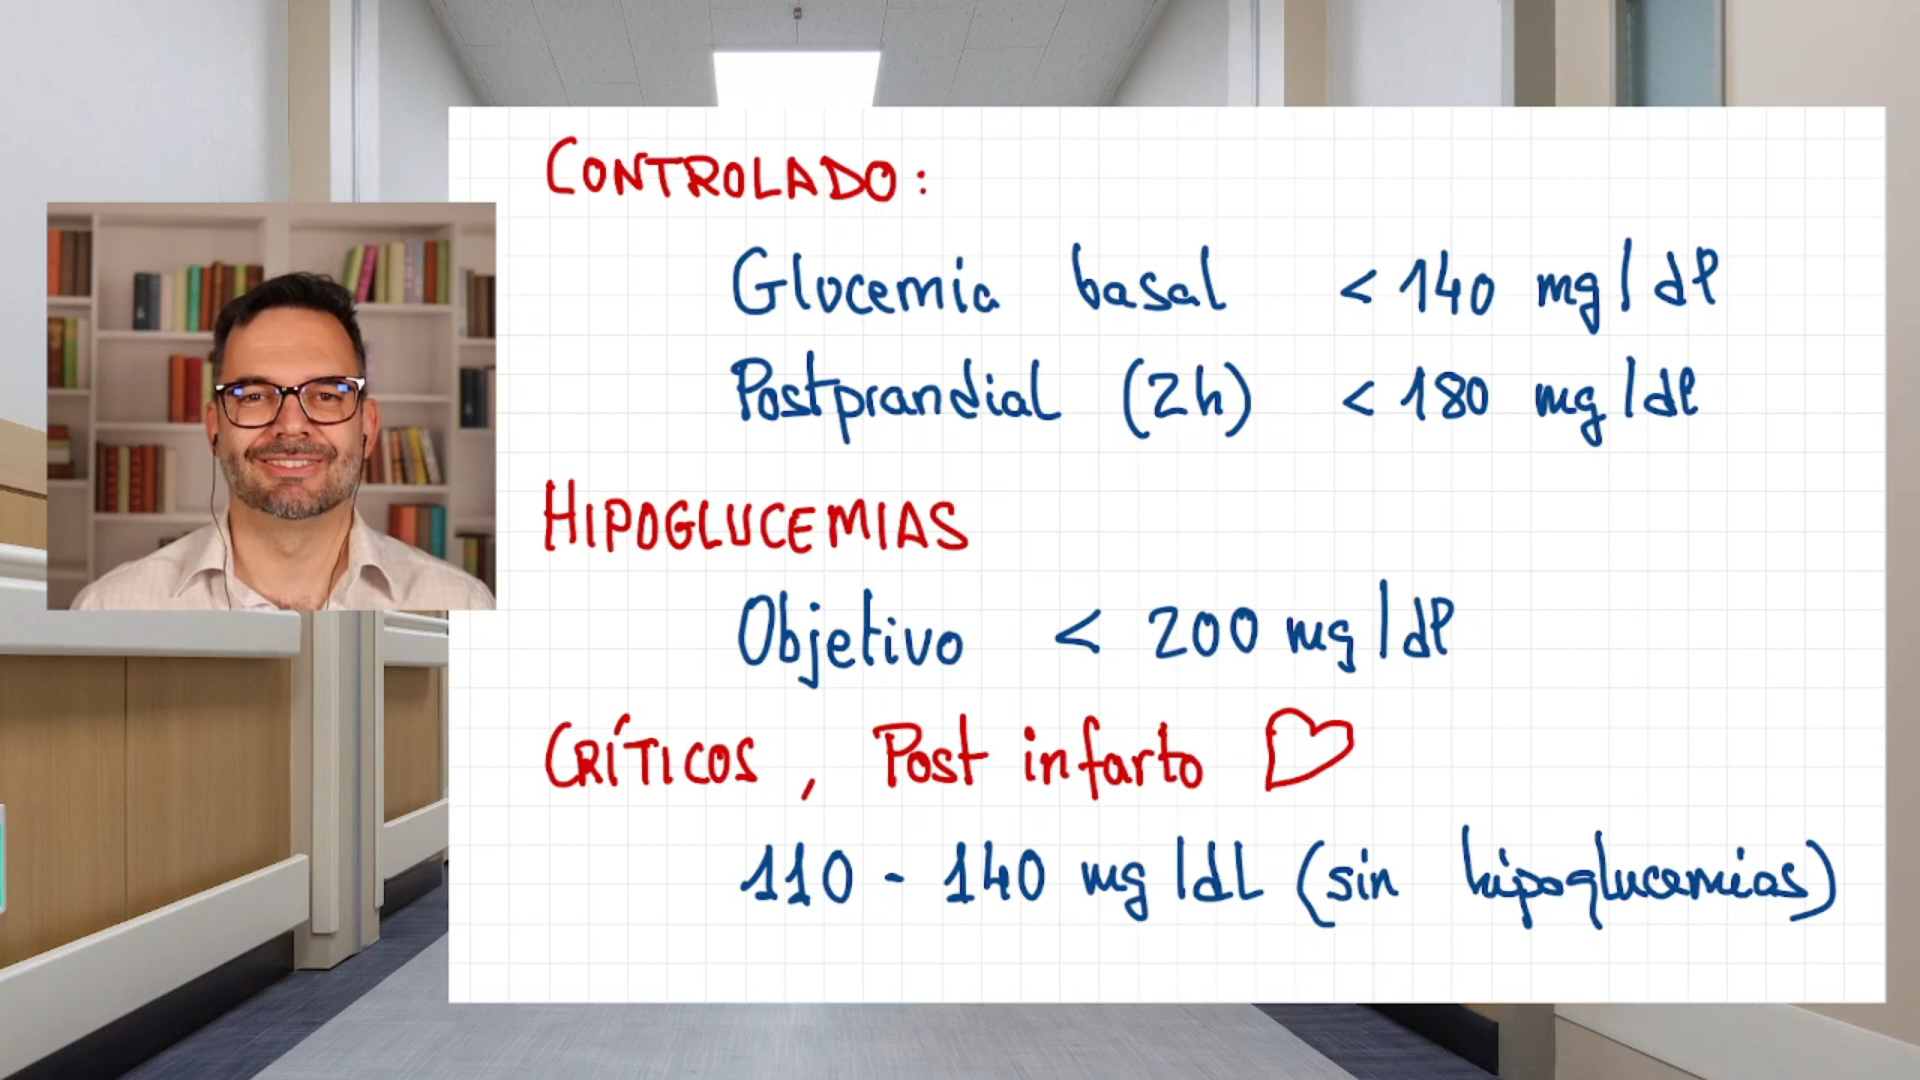 CONTROLADO:
Glucemia basal < 140 mg/dl
Postprandial (2h) < 180 mg/dl
HIPOGLUCEMIAS
Objetivo < 200 mg/dl
CRÍTICOS, Post infarto
110 - 140 mg/dL (sin hipoglucemias)